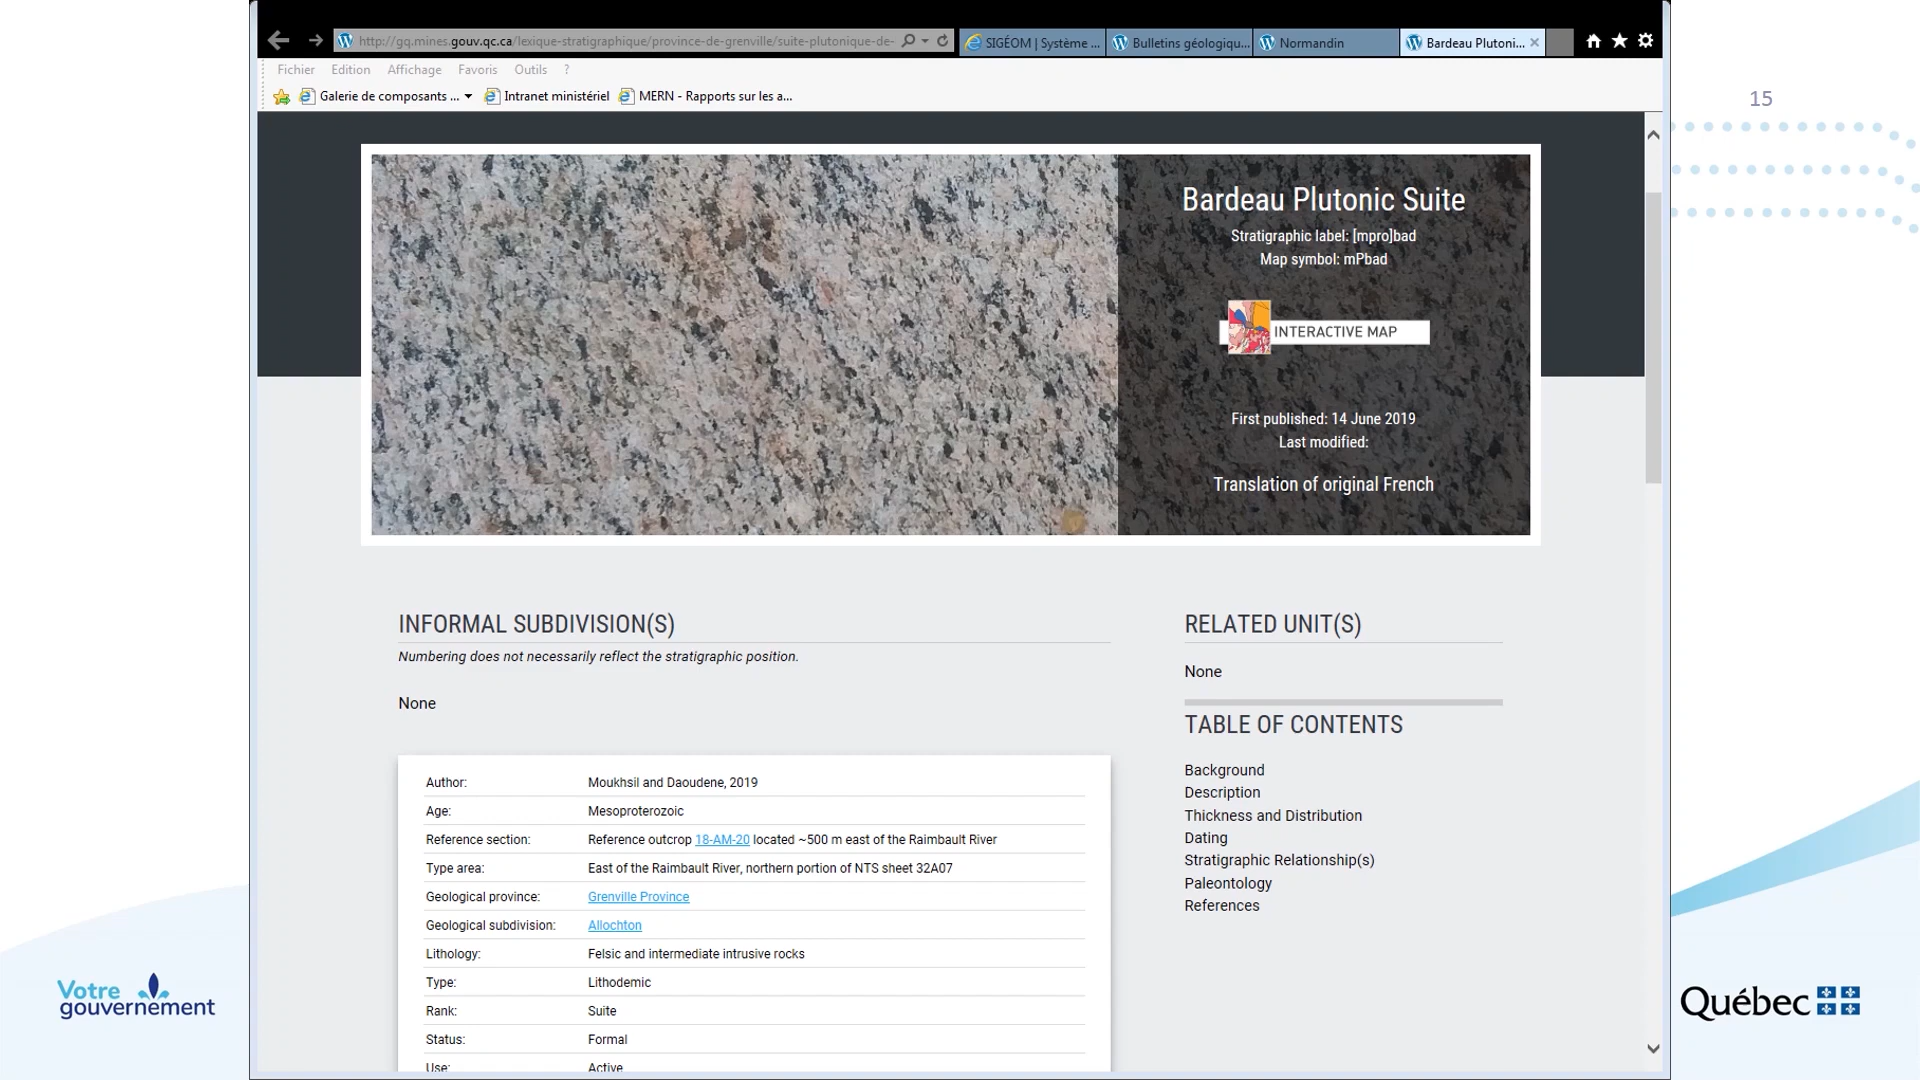 http://gq.mines.gouv.qc.ca/lexique-stratigraphique/province-de-grenville/suite-plutonique-de-
SIGÉOM | Système ...
Bulletins géologiqu...
Normandin
Bardeau Plutoni...
Fichier Edition Affichage Favoris Outils ?
Galerie de composants ... Intranet ministériel MERN - Rapports sur les a...
15
Bardeau Plutonic Suite
Stratigraphic label: [mpro]bad
Map symbol: mPbad
INTERACTIVE MAP
First published: 14 June 2019
Last modified:
Translation of original French
INFORMAL SUBDIVISION(S)
Numbering does not necessarily reflect the stratigraphic position.
None
Author: Moukhsil and Daoudene, 2019
Age: Mesoproterozoic
Reference section: Reference outcrop 18-AM-20 located ~500 m east of the Raimbault River
Type area: East of the Raimbault River, northern portion of NTS sheet 32A07
Geological province: Grenville Province
Geological subdivision: Allochton
Lithology: Felsic and intermediate intrusive rocks
Type: Lithodemic
Rank: Suite
Status: Formal
Use: Active
RELATED UNIT(S)
None
TABLE OF CONTENTS
Background
Description
Thickness and Distribution
Dating
Stratigraphic Relationship(s)
Paleontology
References
Votre
gouvernement
Québec